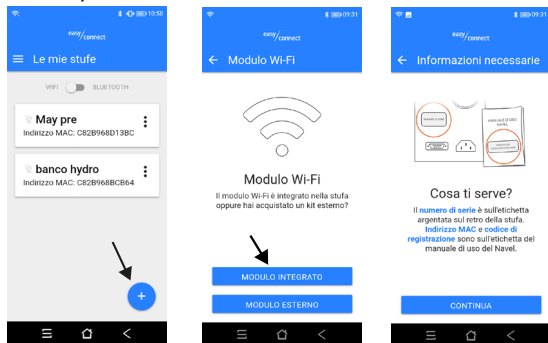 10:58
easy/connect
Le mie stufe
WIFI
BLUETOOTH
May pre
Indirizzo MAC: C82B968D13BC
banco hydro
Indirizzo MAC: C82B968BCB64
+
09:31
easy/connect
Modulo Wi-Fi
Modulo Wi-Fi
Il modulo Wi-Fi è integrato nella stufa
oppure hai acquistato un kit esterno?
MODULO INTEGRATO
MODULO ESTERNO
09:31
easy/connect
Informazioni necessarie
Cosa ti serve?
Il numero di serie è sull'etichetta
argentata sul retro della stufa.
Indirizzo MAC e codice di
registrazione sono sull'etichetta del
manuale di uso del Navel.
CONTINUA